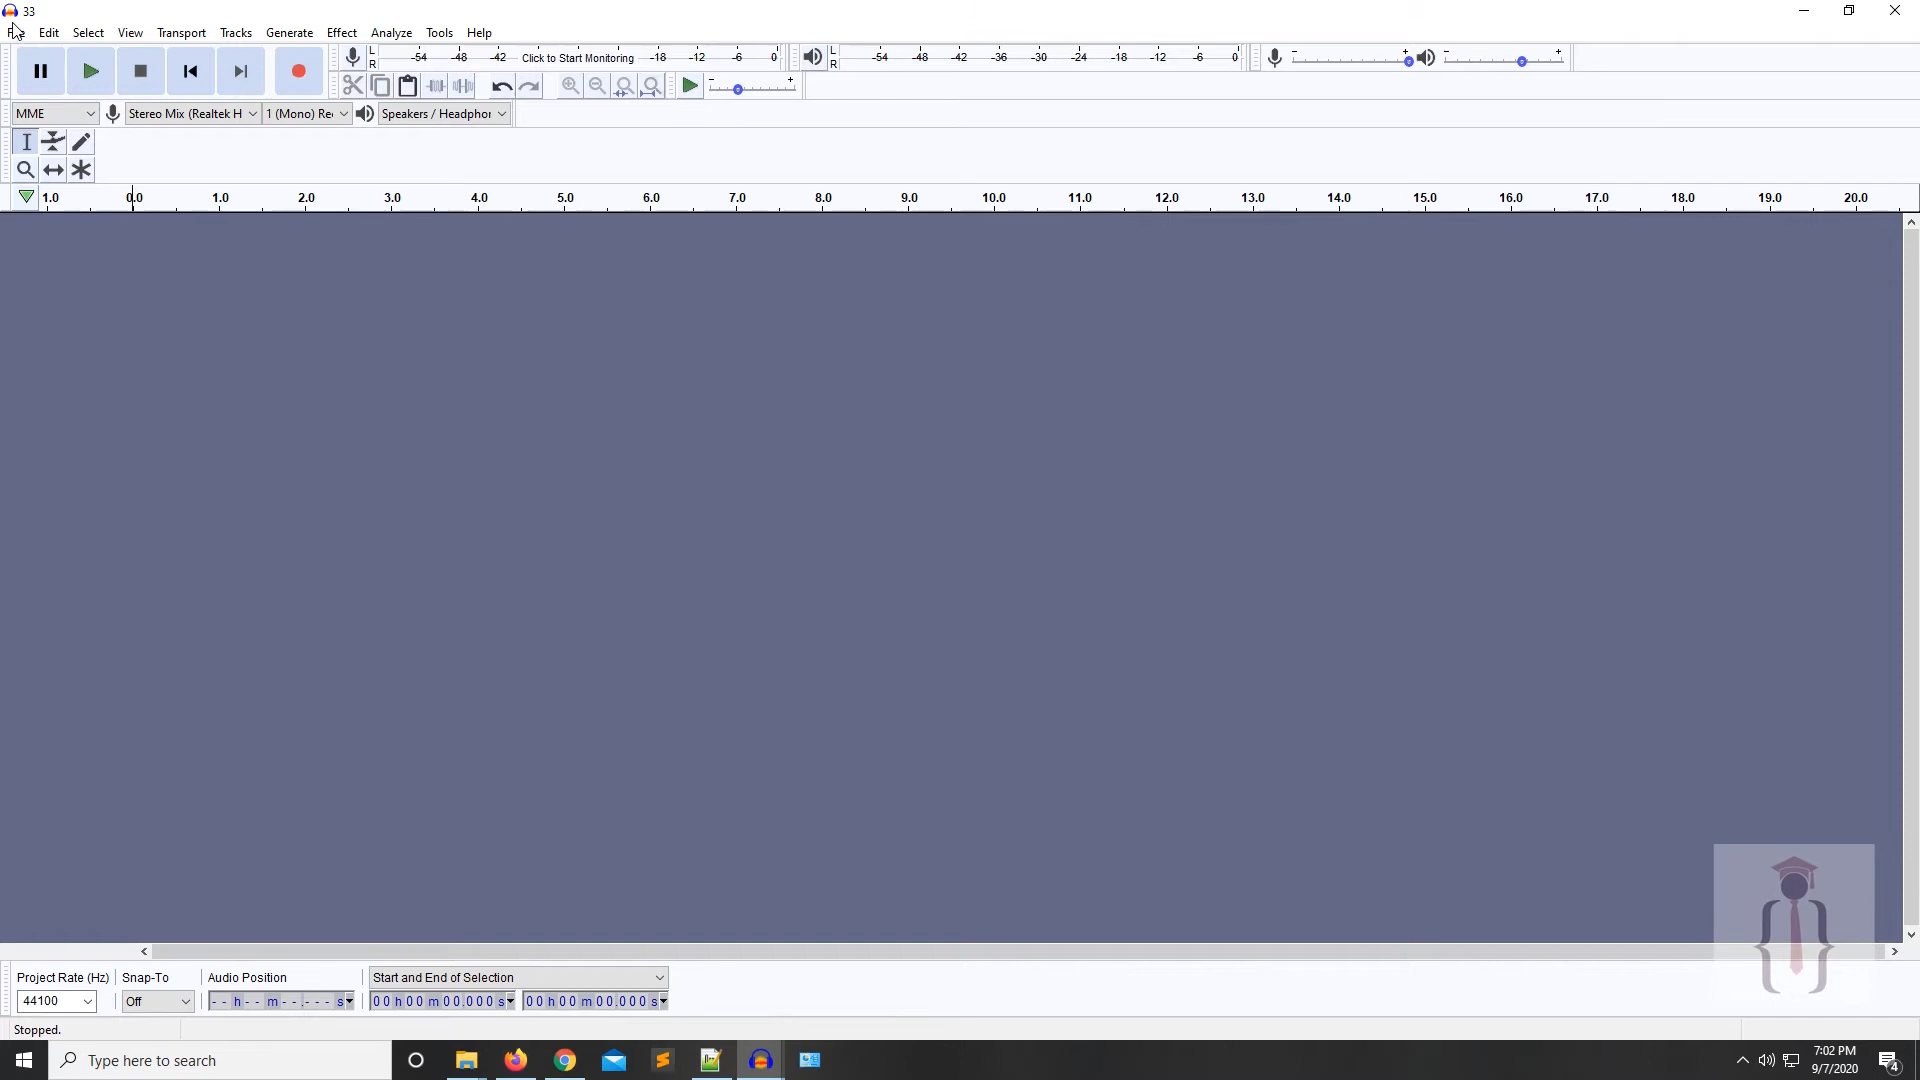 33
Edit Select View Transport Tracks Generate Effect Analyze Tools Help
L R -54 -48 -42 Click to Start Monitoring -18 -12 -6 0
L R -54 -48 -42 -36 -30 -24 -18 -12 -6 0
MME
Stereo Mix (Realtek H
1 (Mono) Rec
Speakers / Headphor
1.0 0.0 1.0 2.0 3.0 4.0 5.0 6.0 7.0 8.0 9.0 10.0 11.0 12.0 13.0 14.0 15.0 16.0 17.0 18.0 19.0 20.0
Project Rate (Hz) Snap-To Audio Position Start and End of Selection
44100 Off -- h -- m --.--- s 00 h 00 m 00.000 s 00 h 00 m 00.000 s
Stopped.
Type here to search
7:02 PM
9/7/2020
4